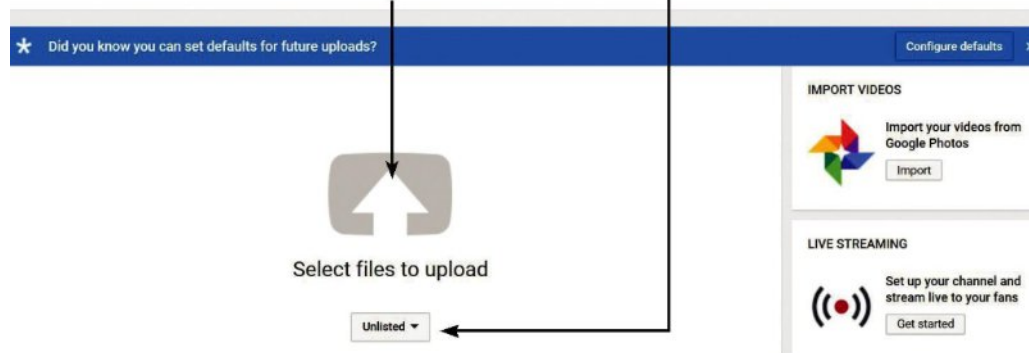 Did you know you can set defaults for future uploads?
Configure defaults
Select files to upload
Unlisted
IMPORT VIDEOS
Import your videos from
Google Photos
Import
LIVE STREAMING
Set up your channel and
stream live to your fans
Get started